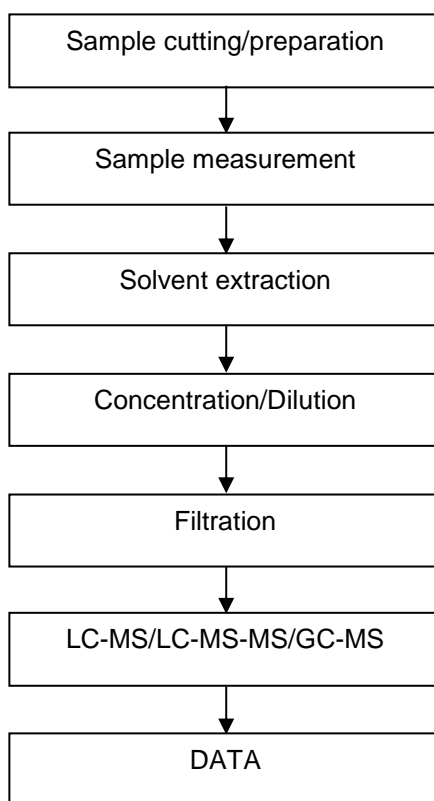 Sample cutting/preparation
Sample measurement
Solvent extraction
Concentration/Dilution
Filtration
LC-MS/LC-MS-MS/GC-MS
DATA